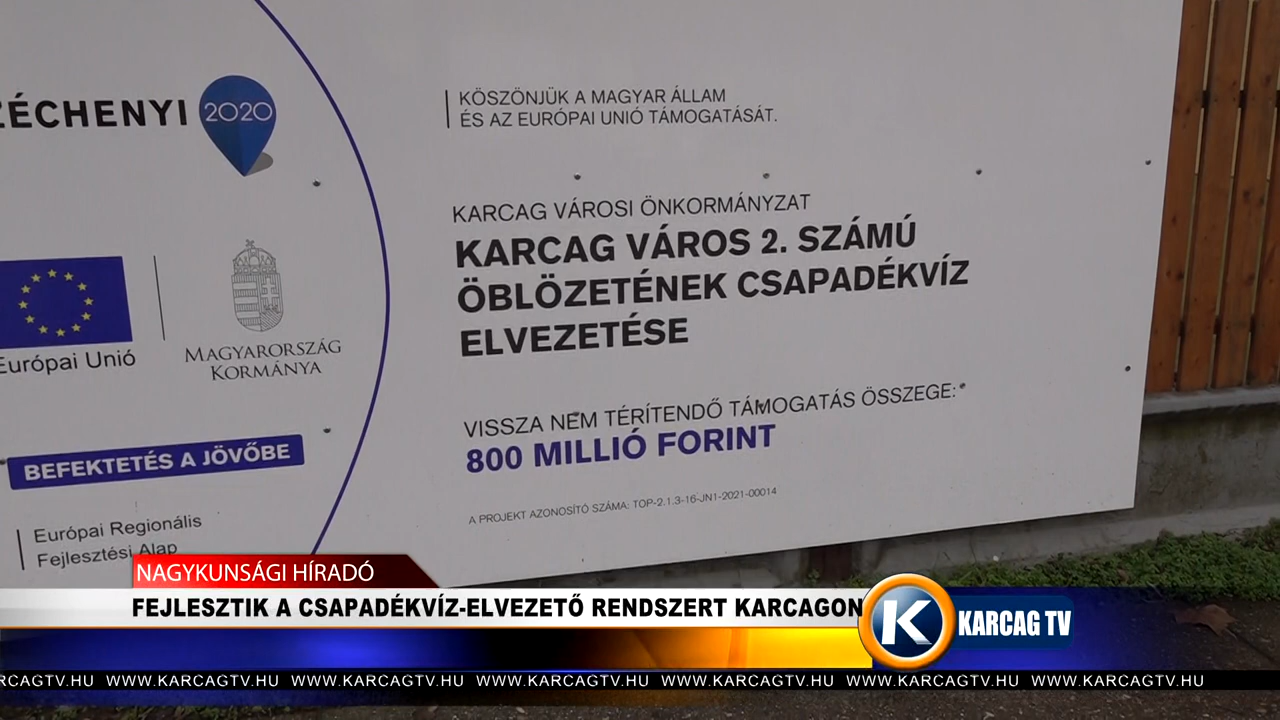 ZÉCHENYI 2020
KÖSZÖNJÜK A MAGYAR ÁLLAM
ÉS AZ EURÓPAI UNIÓ TÁMOGATÁSÁT.
KARCAG VÁROSI ÖNKORMÁNYZAT
KARCAG VÁROS 2. SZÁMÚ
ÖBLÖZETÉNEK CSAPADÉKVÍZ
ELVEZETÉSE
Európai Unió
MAGYARORSZÁG
KORMÁNYA
VISSZA NEM TÉRÍTENDŐ TÁMOGATÁS ÖSSZEGE:
800 MILLIÓ FORINT
BEFEKTETÉS A JÖVŐBE
A PROJEKT AZONOSÍTÓ SZÁMA: TOP-2.1.3-16-JN1-2021-00014
Európai Regionális
Fejlesztési Alap
NAGYKUNSÁGI HÍRADÓ
FEJLESZTIK A CSAPADÉKVÍZ-ELVEZETŐ RENDSZERT KARCAGON
K KARCAG TV
RCAGTV.HU WWW.KARCAGTV.HU WWW.KARCAGTV.HU WWW.KARCAGTV.HU WWW.KARCAGTV.HU WWW.KARCAGTV.HU WWW.KARCAGTV.HU